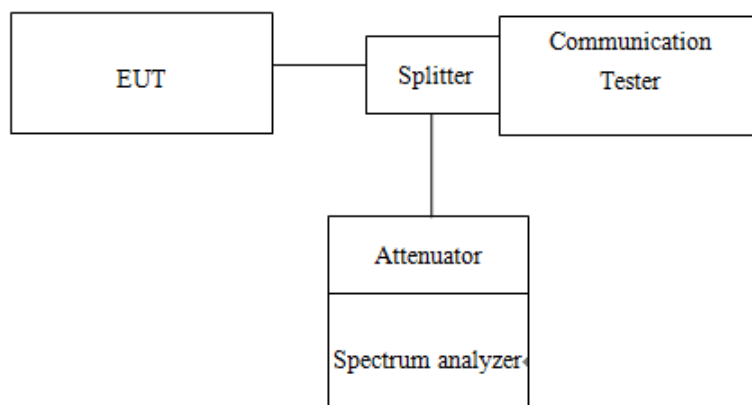 EUT
Splitter
Communication
Tester
Attenuator
Spectrum analyzer